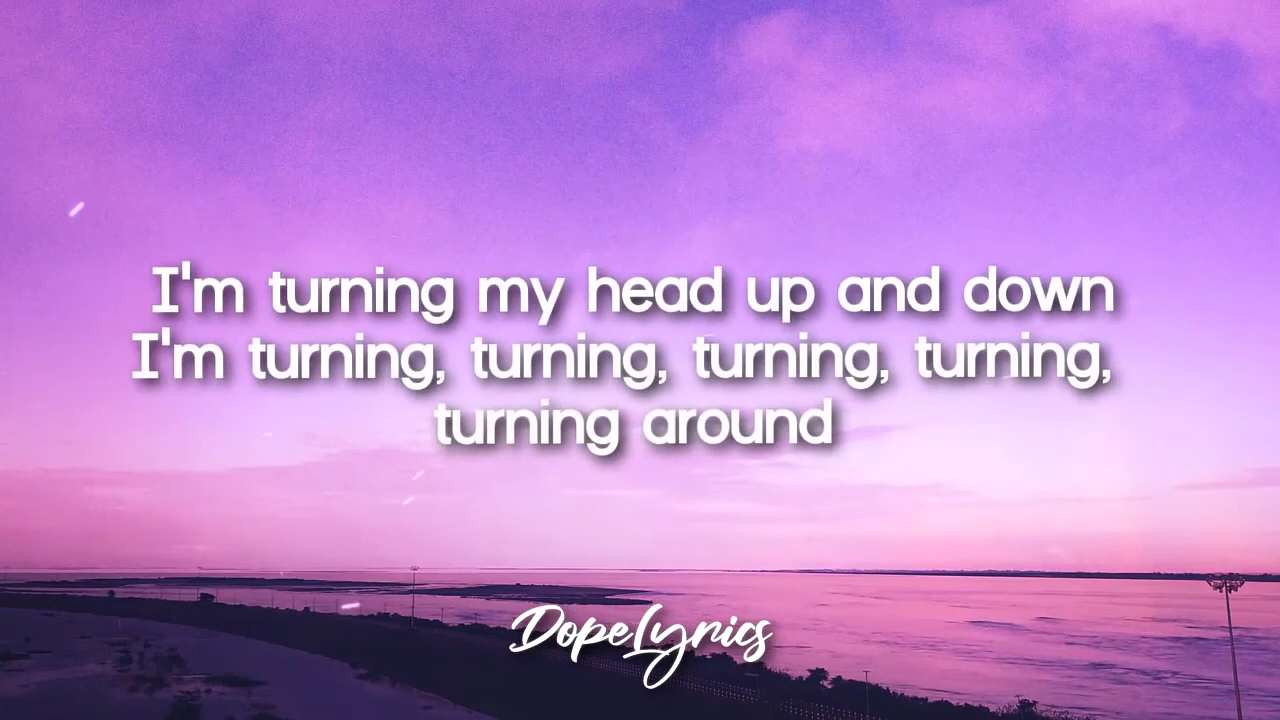 I'm turning my head up and down
I'm turning, turning, turning, turning,
turning around
DopeLyrics